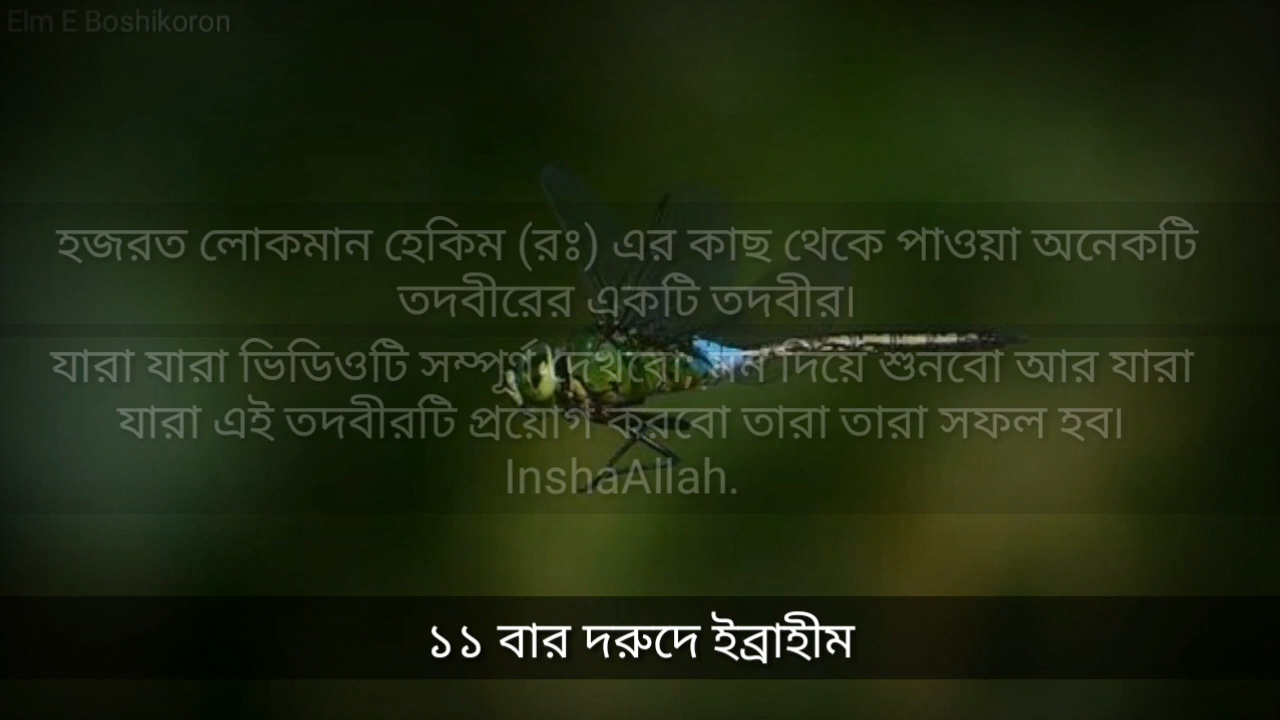 Elm E Boshikoron
হজরত লোকমান হেকিম (রঃ) এর কাছ থেকে পাওয়া অনেকটি
তদবীরের একটি তদবীর।
যারা যারা ভিডিওটি সম্পূর্ণ দেখবো মন দিয়ে শুনবো আর যারা
যারা এই তদবীরটি প্রয়োগ করবো তারা তারা সফল হব।
InshaAllah.
১১ বার দরুদে ইব্রাহীম